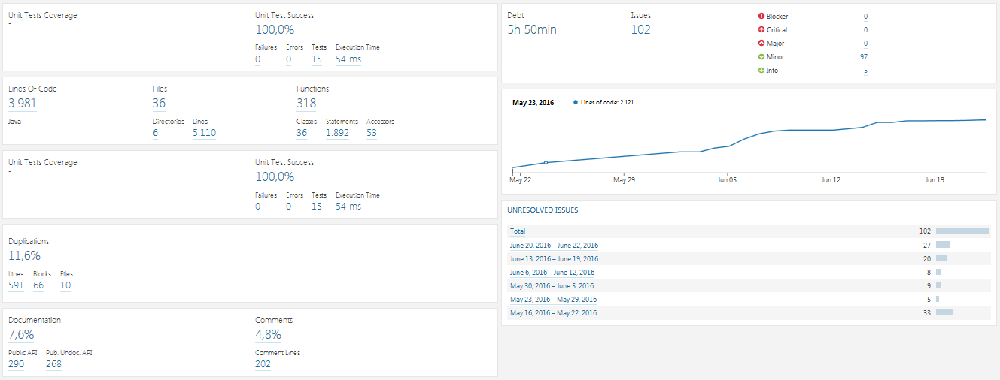 Unit Tests Coverage
-
Unit Test Success
100,0%
Failures Errors Tests Execution Time
0 0 15 54 ms
Lines Of Code
3.981
Java
Files
36
Directories Lines
6 5.110
Functions
318
Classes Statements Accessors
36 1.892 53
Unit Tests Coverage
-
Unit Test Success
100,0%
Failures Errors Tests Execution Time
0 0 15 54 ms
Duplications
11,6%
Lines Blocks Files
591 66 10
Documentation
7,6%
Public API Pub. Undoc. API
290 268
Comments
4,8%
Comment Lines
202
Debt
5h 50min
Issues
102
Blocker 0
Critical 0
Major 0
Minor 97
Info 5
May 23, 2016 Lines of code: 2.121
May 22 May 29 Jun 05 Jun 12 Jun 19
UNRESOLVED ISSUES
Total 102
June 20, 2016 – June 22, 2016 27
June 13, 2016 – June 19, 2016 20
June 6, 2016 – June 12, 2016 8
May 30, 2016 – June 5, 2016 9
May 23, 2016 – May 29, 2016 5
May 16, 2016 – May 22, 2016 33